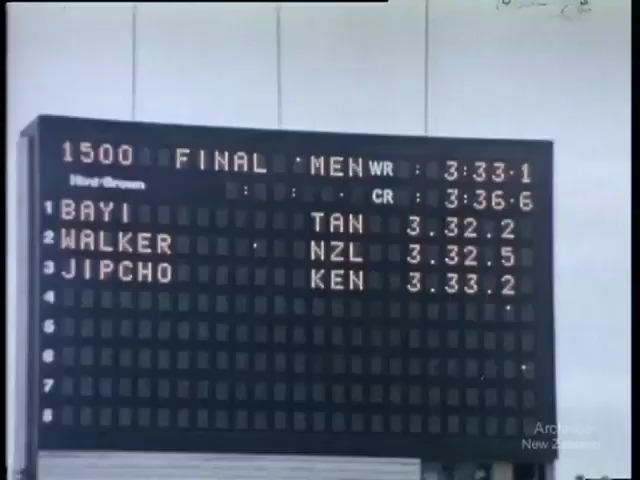 1500 FINAL MEN WR : 3:33·1
CR : 3:36·6
1 BAYI TAN 3.32.2
2 WALKER NZL 3.32.5
3 JIPCHO KEN 3.33.2
4
5
6
7
8
New Zealand